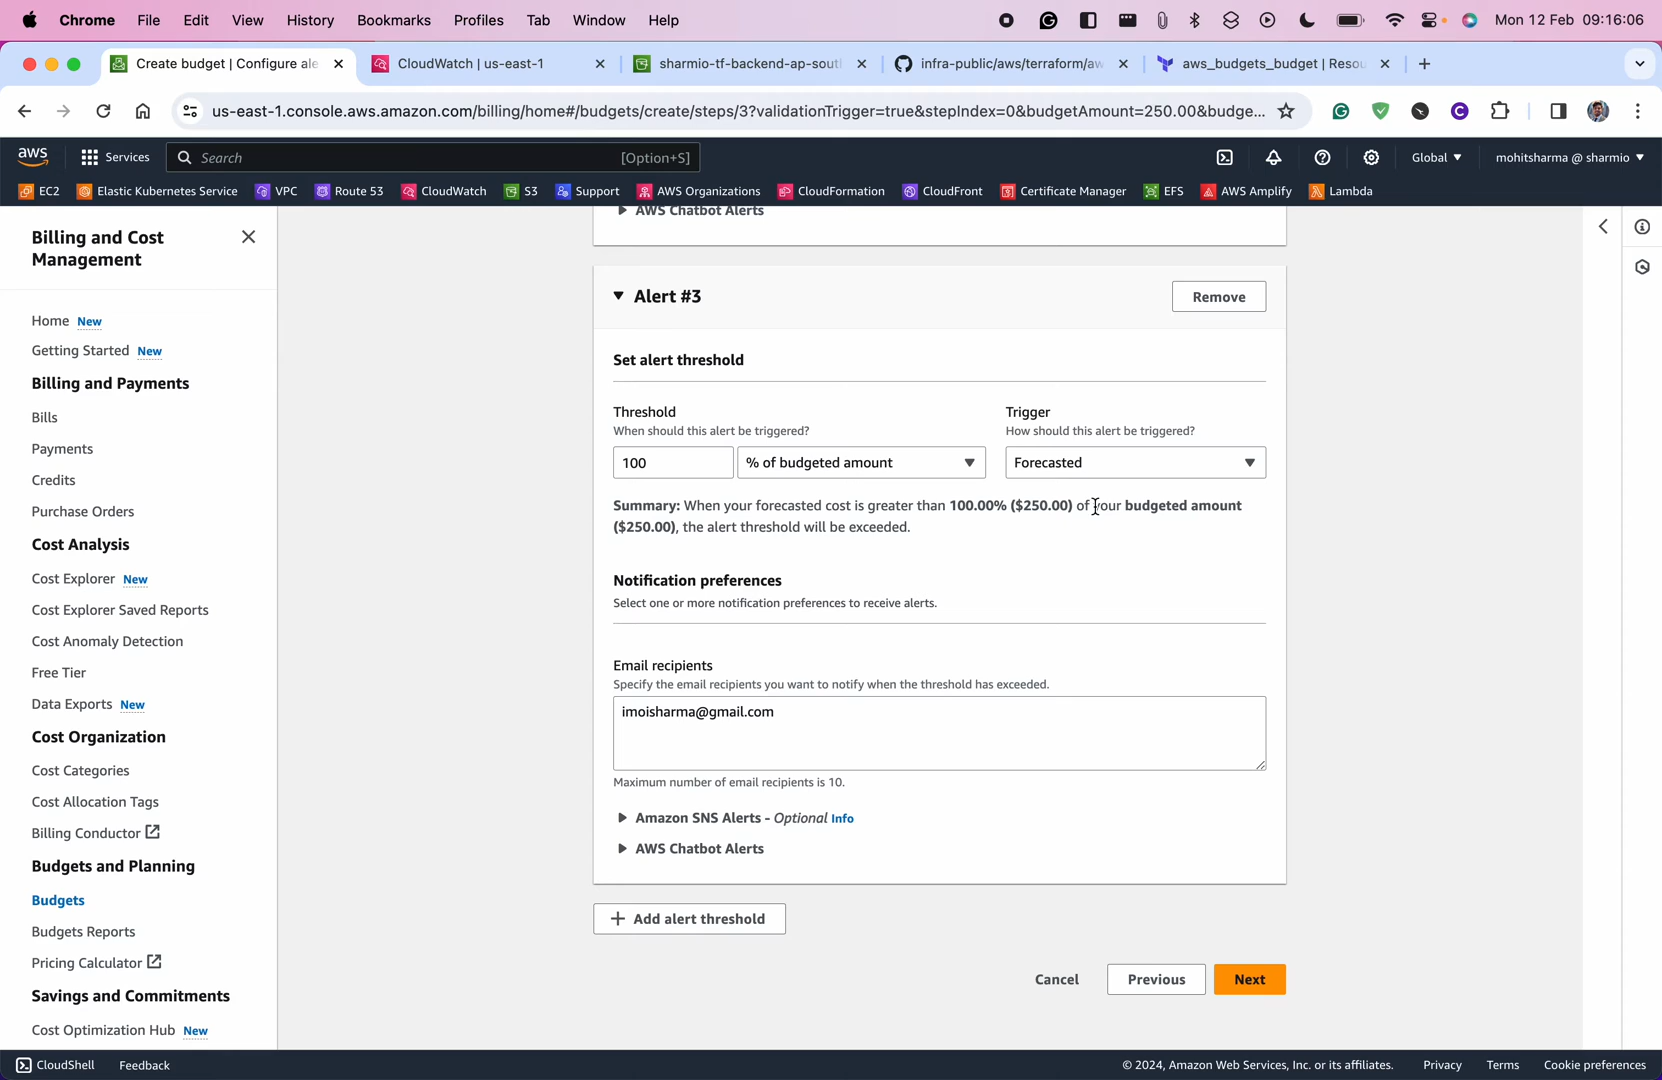 Chrome File Edit View History Bookmarks Profiles Tab Window Help Mon 12 Feb 09:16:06
Create budget | Configure ale CloudWatch | us-east-1 sharmio-tf-backend-ap-sout infra-public/aws/terraform/aw aws_budgets_budget | Resou
us-east-1.console.aws.amazon.com/billing/home#/budgets/create/steps/3?validationTrigger=true&stepIndex=0&budgetAmount=250.00&budge...
aws Services Search [Option+S] Global mohitsharma @ sharmio
EC2 Elastic Kubernetes Service VPC Route 53 CloudWatch S3 Support AWS Organizations CloudFormation CloudFront Certificate Manager EFS AWS Amplify Lambda
Billing and Cost
Management
Home New
Getting Started New
Billing and Payments
Bills
Payments
Credits
Purchase Orders
Cost Analysis
Cost Explorer New
Cost Explorer Saved Reports
Cost Anomaly Detection
Free Tier
Data Exports New
Cost Organization
Cost Categories
Cost Allocation Tags
Billing Conductor
Budgets and Planning
Budgets
Budgets Reports
Pricing Calculator
Savings and Commitments
Cost Optimization Hub New
AWS Chatbot Alerts
Alert #3
Remove
Set alert threshold
Threshold
When should this alert be triggered?
100 % of budgeted amount
Trigger
How should this alert be triggered?
Forecasted
Summary: When your forecasted cost is greater than 100.00% ($250.00) of your budgeted amount
($250.00), the alert threshold will be exceeded.
Notification preferences
Select one or more notification preferences to receive alerts.
Email recipients
Specify the email recipients you want to notify when the threshold has exceeded.
imoisharma@gmail.com
Maximum number of email recipients is 10.
Amazon SNS Alerts - Optional Info
AWS Chatbot Alerts
Add alert threshold
Cancel Previous Next
CloudShell Feedback © 2024, Amazon Web Services, Inc. or its affiliates. Privacy Terms Cookie preferences